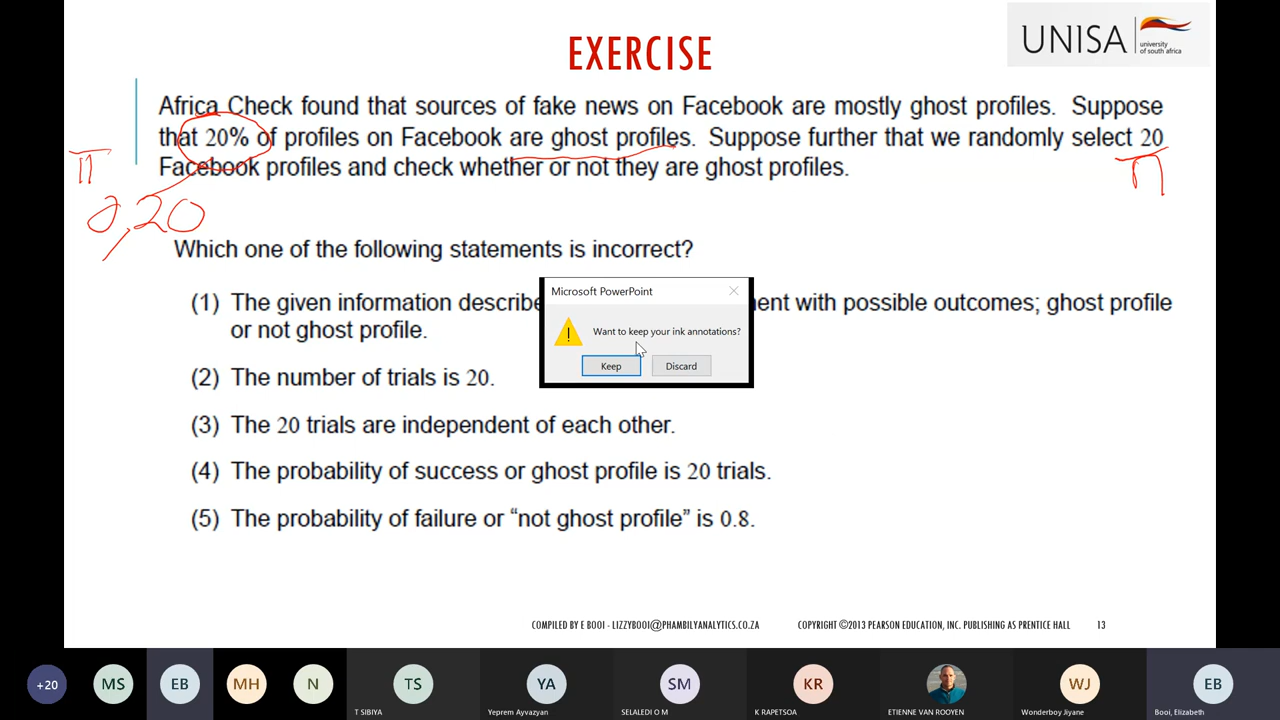 EXERCISE
UNISA
university
of south africa
Africa Check found that sources of fake news on Facebook are mostly ghost profiles. Suppose
that 20% of profiles on Facebook are ghost profiles. Suppose further that we randomly select 20
Facebook profiles and check whether or not they are ghost profiles.
π
n
0,20
Which one of the following statements is incorrect?
(1) The given information describe ent with possible outcomes; ghost profile
or not ghost profile.
(2) The number of trials is 20.
(3) The 20 trials are independent of each other.
(4) The probability of success or ghost profile is 20 trials.
(5) The probability of failure or “not ghost profile” is 0.8.
Microsoft PowerPoint
Want to keep your ink annotations?
Keep Discard
COMPILED BY E BOOI - LIZZYBOOI@PHAMBILYANALYTICS.CO.ZA COPYRIGHT ©2013 PEARSON EDUCATION, INC. PUBLISHING AS PRENTICE HALL 13
+20 MS EB MH N TS YA SM KR WJ EB
T SIBIYA Yeprem Ayvazyan SELALEDI O M K RAPETSOA ETIENNE VAN ROOYEN Wonderboy Jiyane Booi, Elizabeth